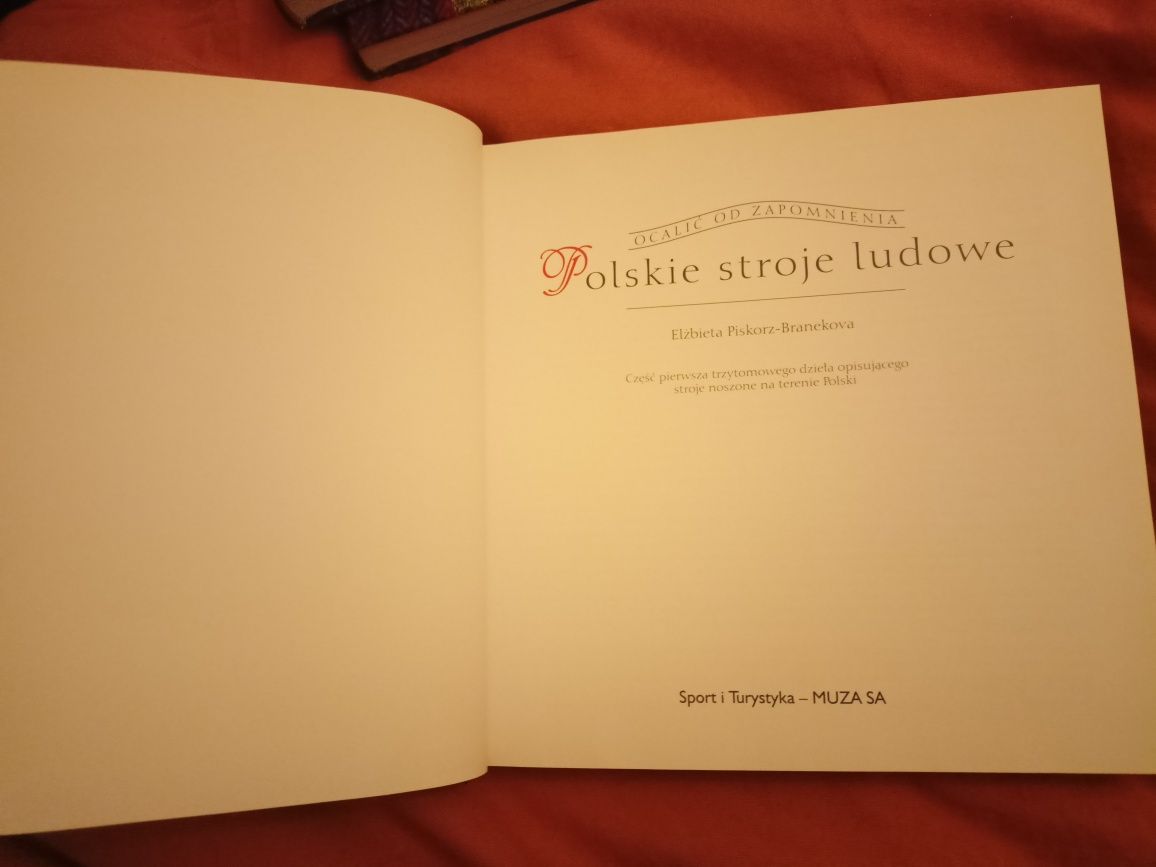 OCALIĆ OD ZAPOMNIENIA
Polskie stroje ludowe
Elżbieta Piskorz-Branekova
Część pierwsza trzytomowego dzieła opisującego
stroje noszone na terenie Polski
Sport i Turystyka – MUZA SA